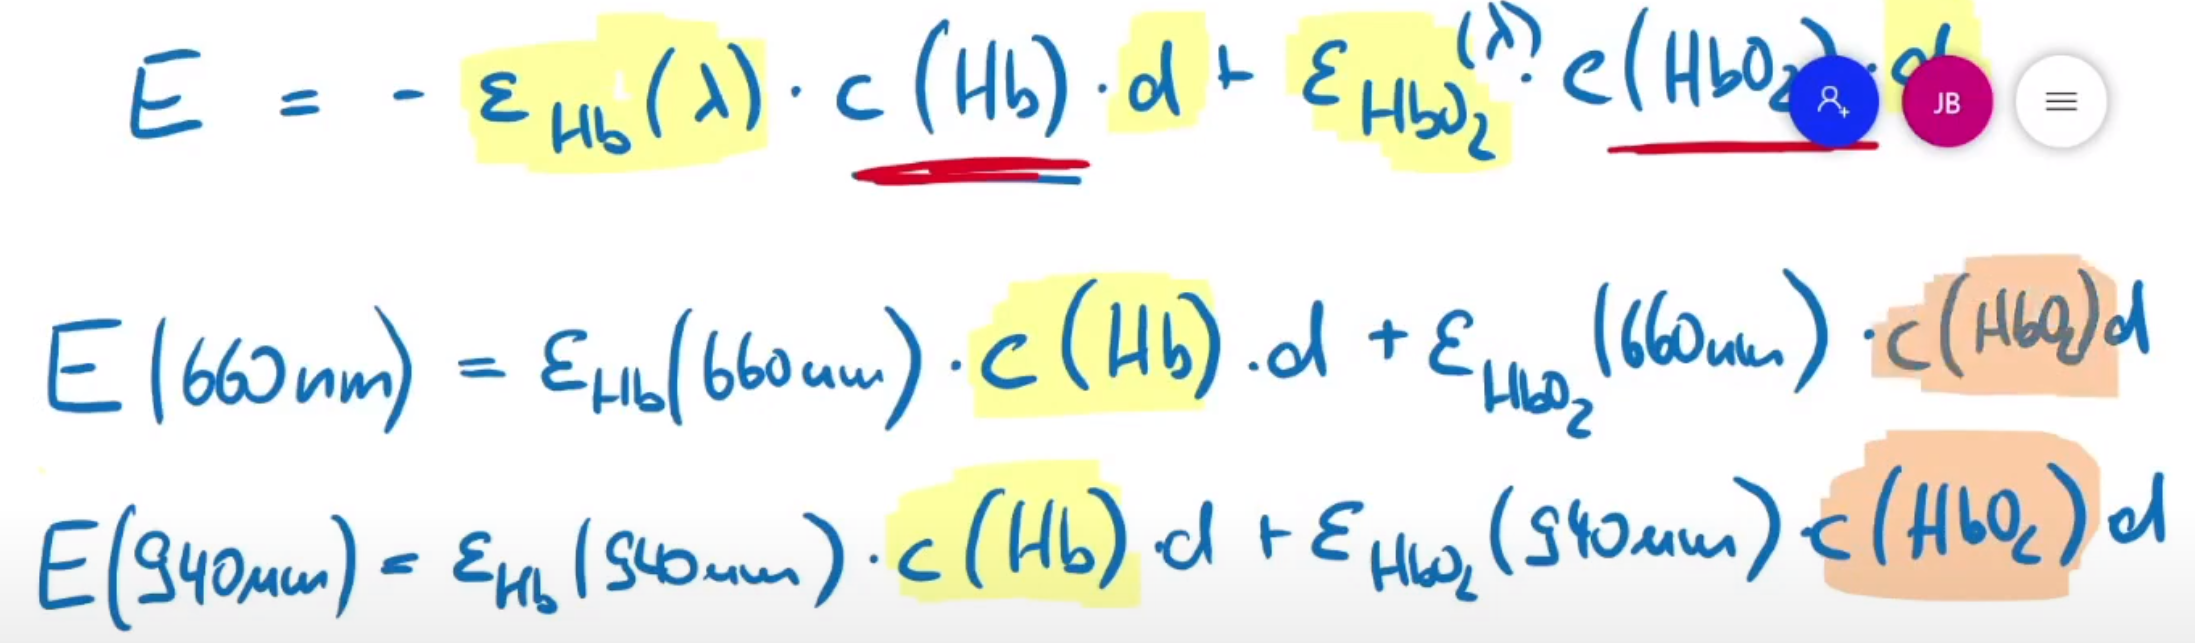 E = - ε_Hb (λ) · c (Hb) · d + ε_HbO₂ (λ) · c (HbO₂) · d
JB
E (660nm) = ε_Hb (660nm) · c (Hb) · d + ε_HbO₂ (660nm) · c (HbO₂) d
E (940nm) = ε_Hb (940nm) · c (Hb) · d + ε_HbO₂ (940nm) · c (HbO₂) d